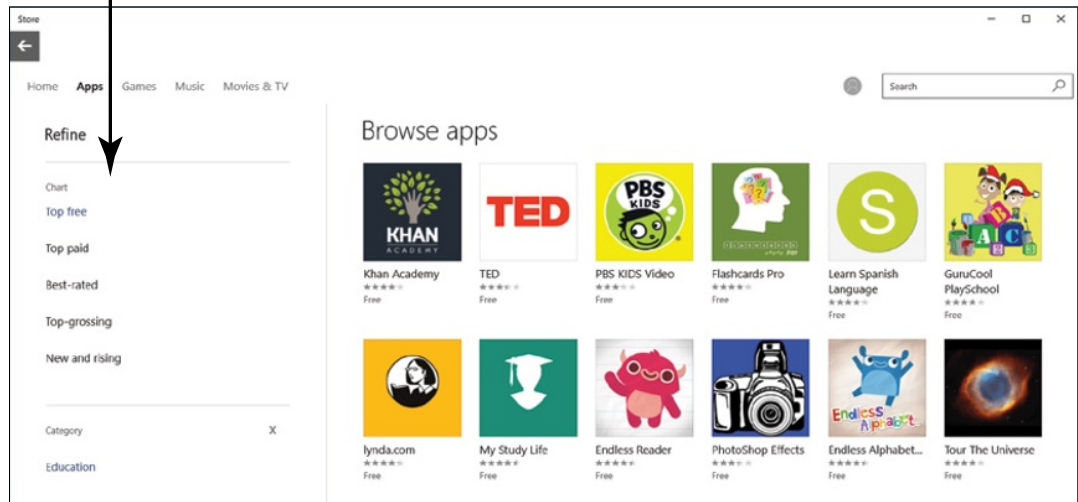 Store
Home Apps Games Music Movies & TV
Search
Refine
Chart
Top free
Top paid
Best-rated
Top-grossing
New and rising
Category X
Education
Browse apps
KHAN
ACADEMY
TED
PBS
KIDS
S
A B C
Khan Academy
Free
TED
Free
PBS KIDS Video
Free
Flashcards Pro
Free
Learn Spanish
Language
Free
GuruCool
PlaySchool
Free
Endless
Alphabet
lynda.com
Free
My Study Life
Free
Endless Reader
Free
PhotoShop Effects
Free
Endless Alphabet...
Free
Tour The Universe
Free